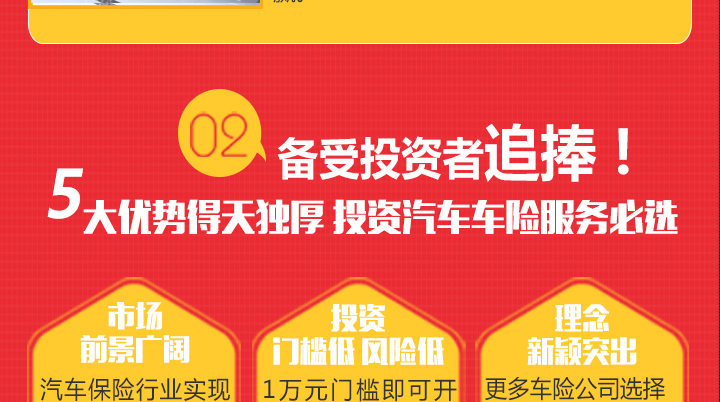 02
备受投资者追捧！
5大优势得天独厚 投资汽车车险服务必选
市场
前景广阔
汽车保险行业实现
投资
门槛低 风险低
1万元门槛即可开
理念
新颖突出
更多车险公司选择